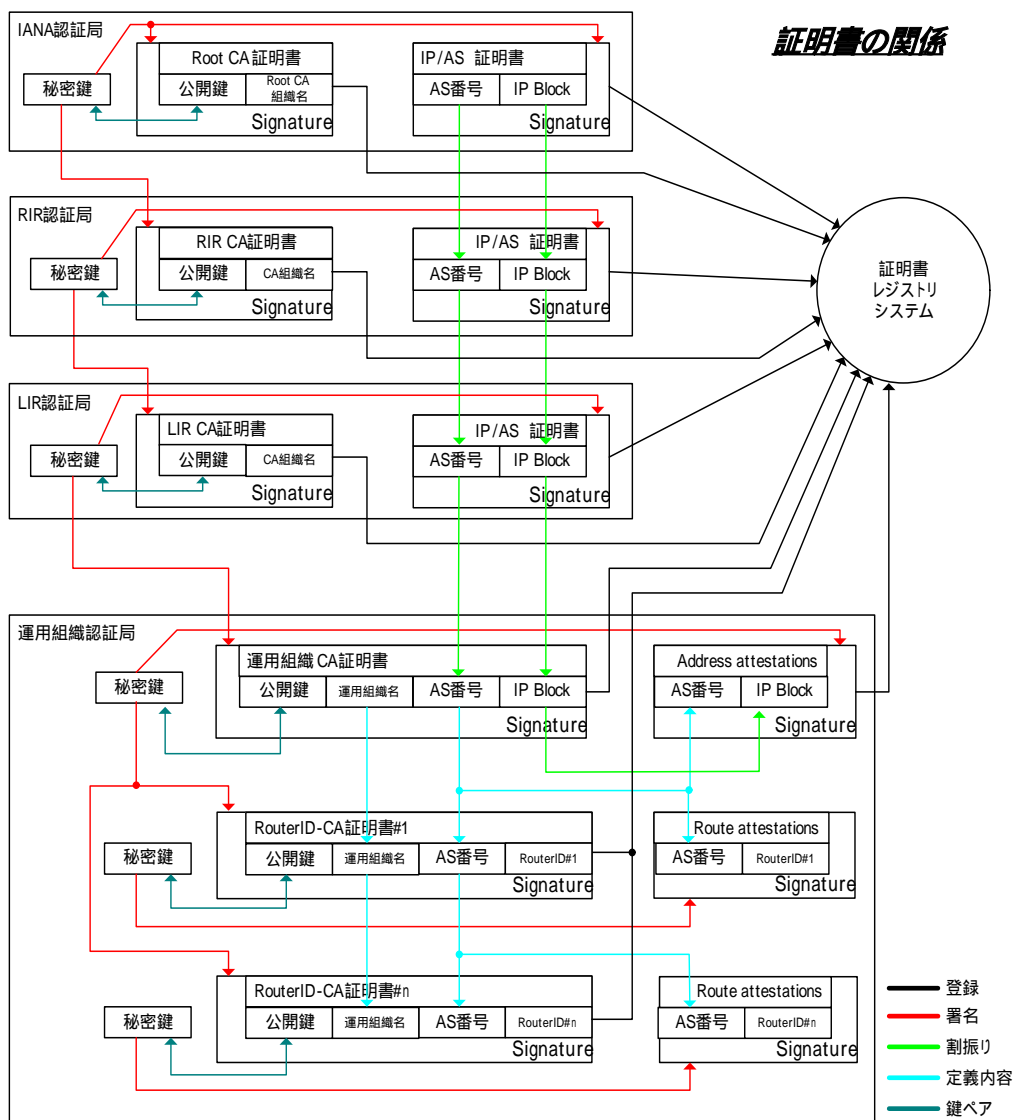 証明書の関係
IANA認証局
Root CA 証明書
秘密鍵
公開鍵
Root CA
組織名
Signature
IP/AS 証明書
AS番号
IP Block
Signature
RIR認証局
RIR CA証明書
秘密鍵
公開鍵
CA組織名
Signature
IP/AS 証明書
AS番号
IP Block
Signature
証明書
レジストリ
システム
LIR認証局
LIR CA証明書
秘密鍵
公開鍵
CA組織名
Signature
IP/AS 証明書
AS番号
IP Block
Signature
運用組織認証局
運用組織 CA証明書
秘密鍵
公開鍵
運用組織名
AS番号
IP Block
Signature
Address attestations
AS番号
IP Block
Signature
RouterID-CA証明書#1
秘密鍵
公開鍵
運用組織名
AS番号
RouterID#1
Signature
Route attestations
AS番号
RouterID#1
Signature
RouterID-CA証明書#n
秘密鍵
公開鍵
運用組織名
AS番号
RouterID#n
Signature
Route attestations
AS番号
RouterID#n
Signature
登録
署名
割振り
定義内容
鍵ペア